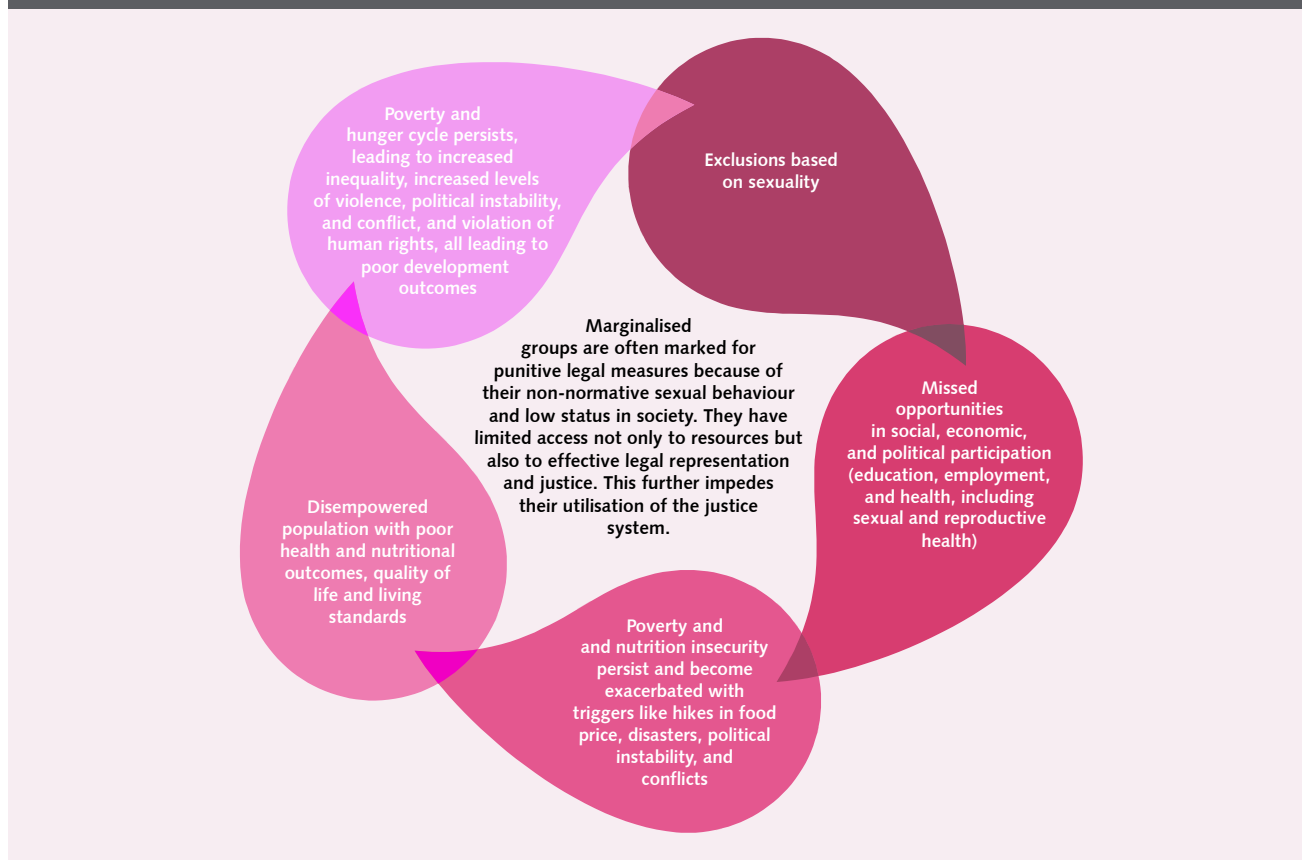 Poverty and
hunger cycle persists,
leading to increased
inequality, increased levels
of violence, political instability,
and conflict, and violation of
human rights, all leading to
poor development
outcomes
Exclusions based
on sexuality
Missed
opportunities
in social, economic,
and political participation
(education, employment,
and health, including
sexual and reproductive
health)
Poverty and
and nutrition insecurity
persist and become
exacerbated with
triggers like hikes in food
price, disasters, political
instability, and
conflicts
Disempowered
population with poor
health and nutritional
outcomes, quality of
life and living
standards
Marginalised
groups are often marked for
punitive legal measures because of
their non-normative sexual behaviour
and low status in society. They have
limited access not only to resources but
also to effective legal representation
and justice. This further impedes
their utilisation of the justice
system.